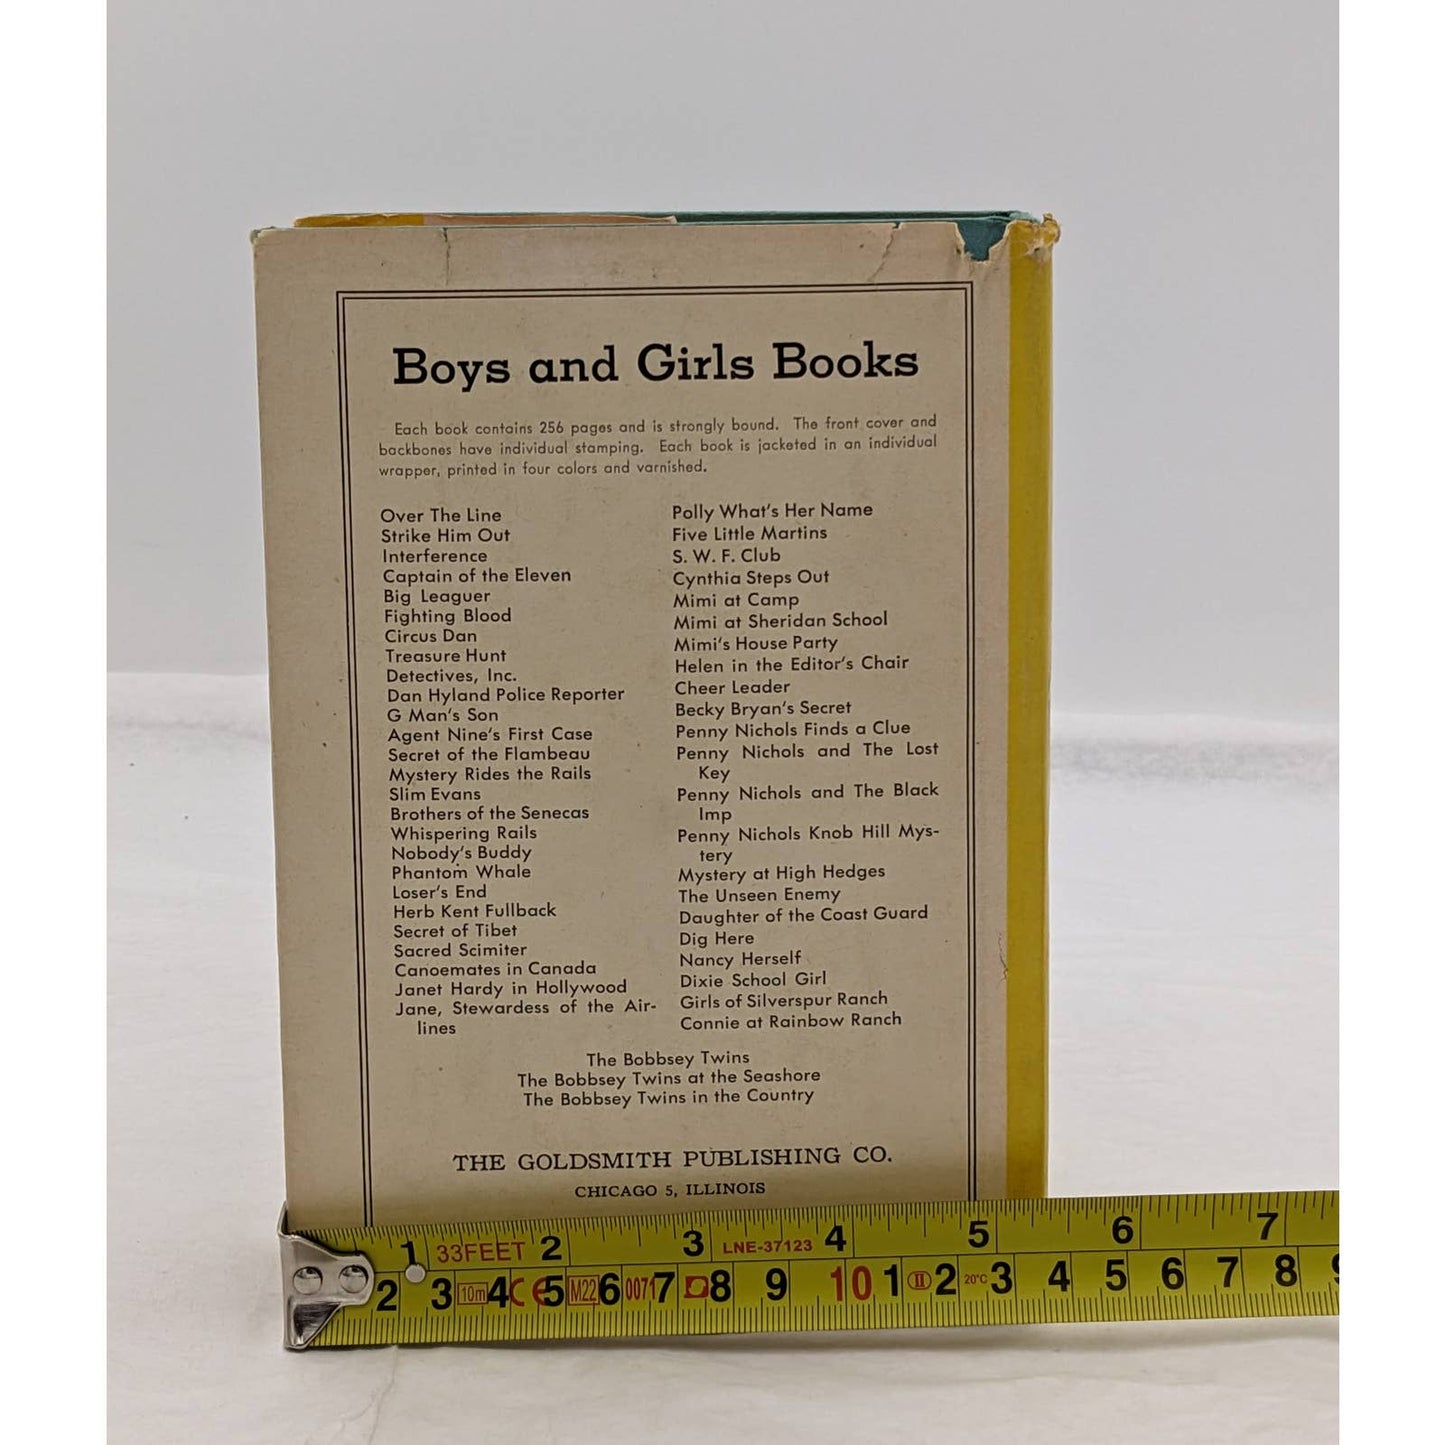 Boys and Girls Books
Each book contains 256 pages and is strongly bound. The front cover and
backbones have individual stamping. Each book is jacketed in an individual
wrapper, printed in four colors and varnished.
Over The Line
Strike Him Out
Interference
Captain of the Eleven
Big Leaguer
Fighting Blood
Circus Dan
Treasure Hunt
Detectives, Inc.
Dan Hyland Police Reporter
G Man's Son
Agent Nine's First Case
Secret of the Flambeau
Mystery Rides the Rails
Slim Evans
Brothers of the Senecas
Whispering Rails
Nobody's Buddy
Phantom Whale
Loser's End
Herb Kent Fullback
Secret of Tibet
Sacred Scimiter
Canoemates in Canada
Janet Hardy in Hollywood
Jane, Stewardess of the Air-
lines
Polly What's Her Name
Five Little Martins
S. W. F. Club
Cynthia Steps Out
Mimi at Camp
Mimi at Sheridan School
Mimi's House Party
Helen in the Editor's Chair
Cheer Leader
Becky Bryan's Secret
Penny Nichols Finds a Clue
Penny Nichols and The Lost
Key
Penny Nichols and The Black
Imp
Penny Nichols Knob Hill Mys-
tery
Mystery at High Hedges
The Unseen Enemy
Daughter of the Coast Guard
Dig Here
Nancy Herself
Dixie School Girl
Girls of Silverspur Ranch
Connie at Rainbow Ranch
The Bobbsey Twins
The Bobbsey Twins at the Seashore
The Bobbsey Twins in the Country
THE GOLDSMITH PUBLISHING CO.
CHICAGO 5, ILLINOIS
1 33FEET 2 3 LNE-37123 4 5 6 7
2 3 10m 4 CE 5 M22 6 0071 7 8 9 10 1 II 2 20°C 3 4 5 6 7 8 9